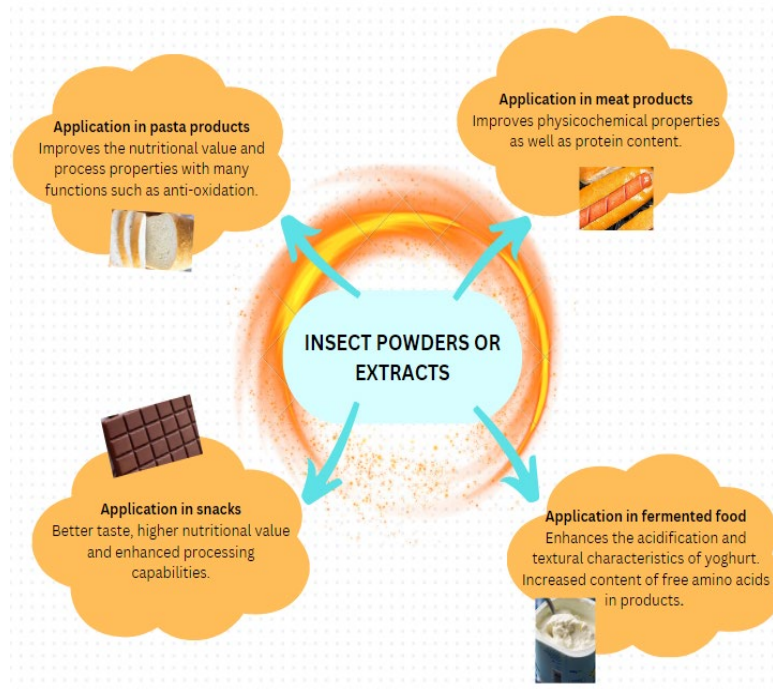 Application in pasta products
Improves the nutritional value and
process properties with many
functions such as anti-oxidation.
Application in meat products
Improves physicochemical properties
as well as protein content.
INSECT POWDERS OR
EXTRACTS
Application in snacks
Better taste, higher nutritional value
and enhanced processing
capabilities.
Application in fermented food
Enhances the acidification and
textural characteristics of yoghurt.
Increased content of free amino acids
in products.